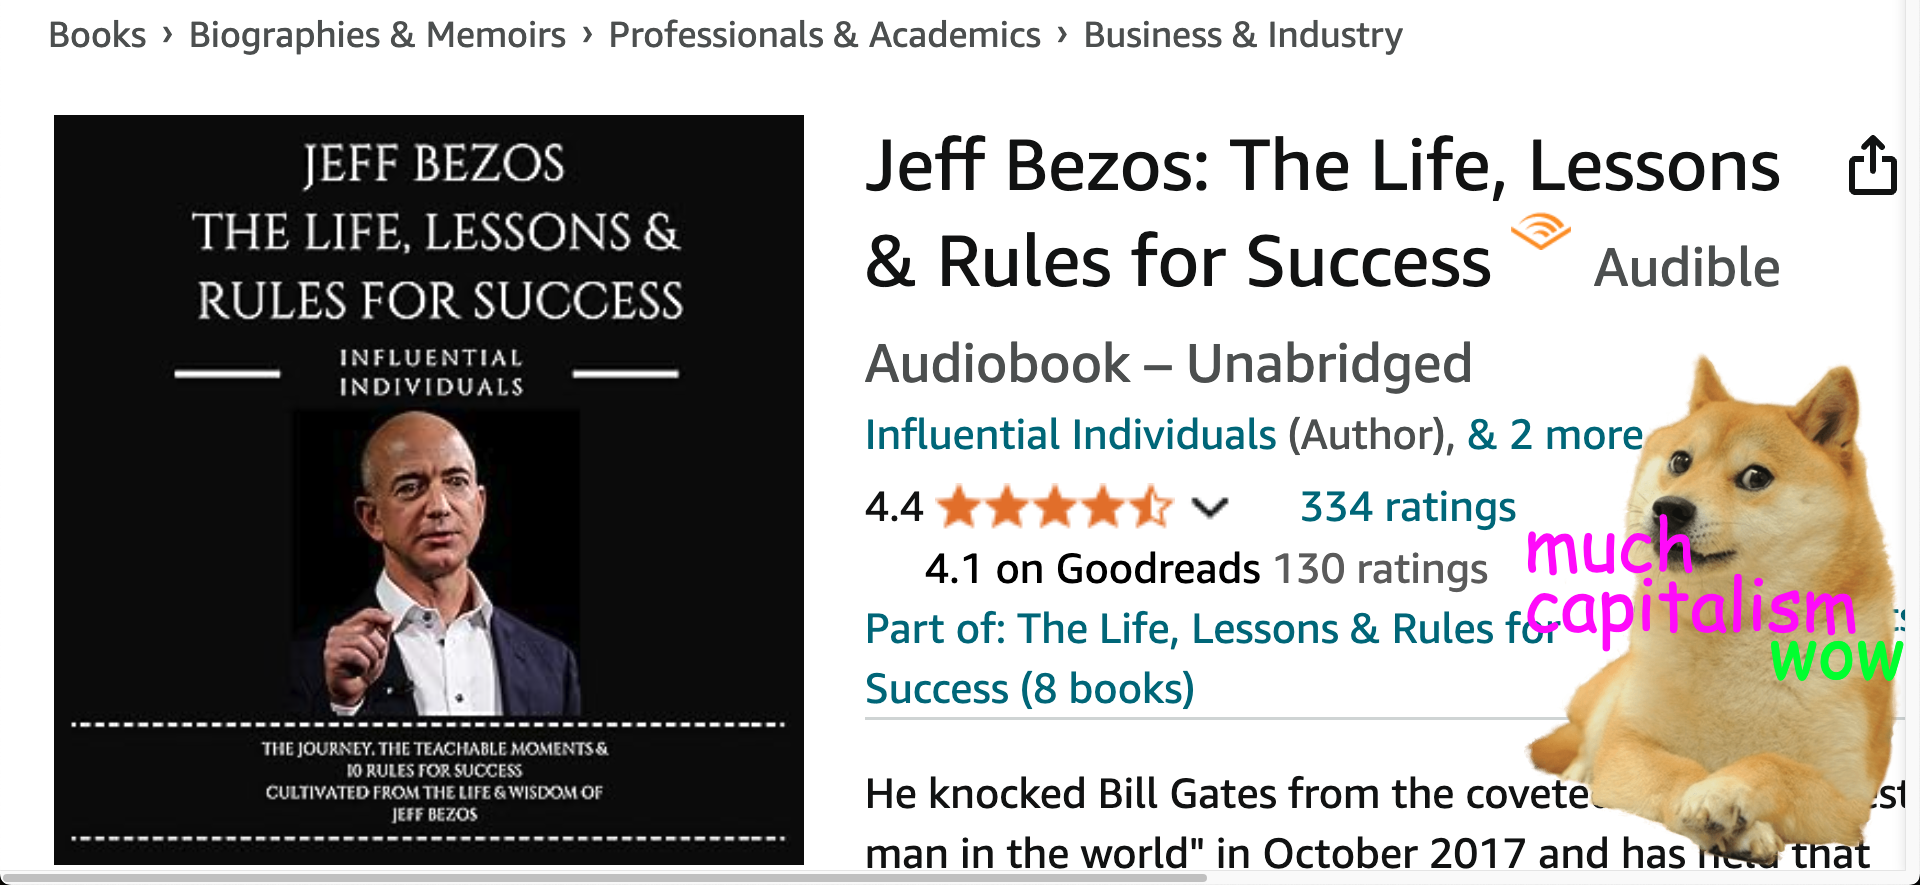 Books › Biographies & Memoirs › Professionals & Academics › Business & Industry
JEFF BEZOS
THE LIFE, LESSONS &
RULES FOR SUCCESS
INFLUENTIAL
INDIVIDUALS
THE JOURNEY, THE TEACHABLE MOMENTS &
10 RULES FOR SUCCESS
CULTIVATED FROM THE LIFE & WISDOM OF
JEFF BEZOS
Jeff Bezos: The Life, Lessons
& Rules for Success Audible
Audiobook – Unabridged
Influential Individuals (Author), & 2 more
4.4 334 ratings
4.1 on Goodreads 130 ratings
Part of: The Life, Lessons & Rules for
Success (8 books)
He knocked Bill Gates from the
man in the world" in October 2017 and has held that
much
capitalism
wow